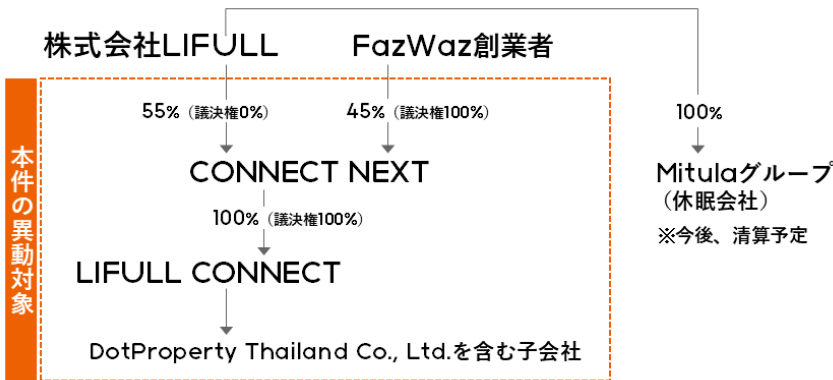 株式会社LIFULL
FazWaz創業者
本件の異動対象
55%（議決権0%）
45%（議決権100%）
100%
CONNECT NEXT
Mitulaグループ
（休眠会社）
※今後、清算予定
100%（議決権100%）
LIFULL CONNECT
DotProperty Thailand Co., Ltd.を含む子会社